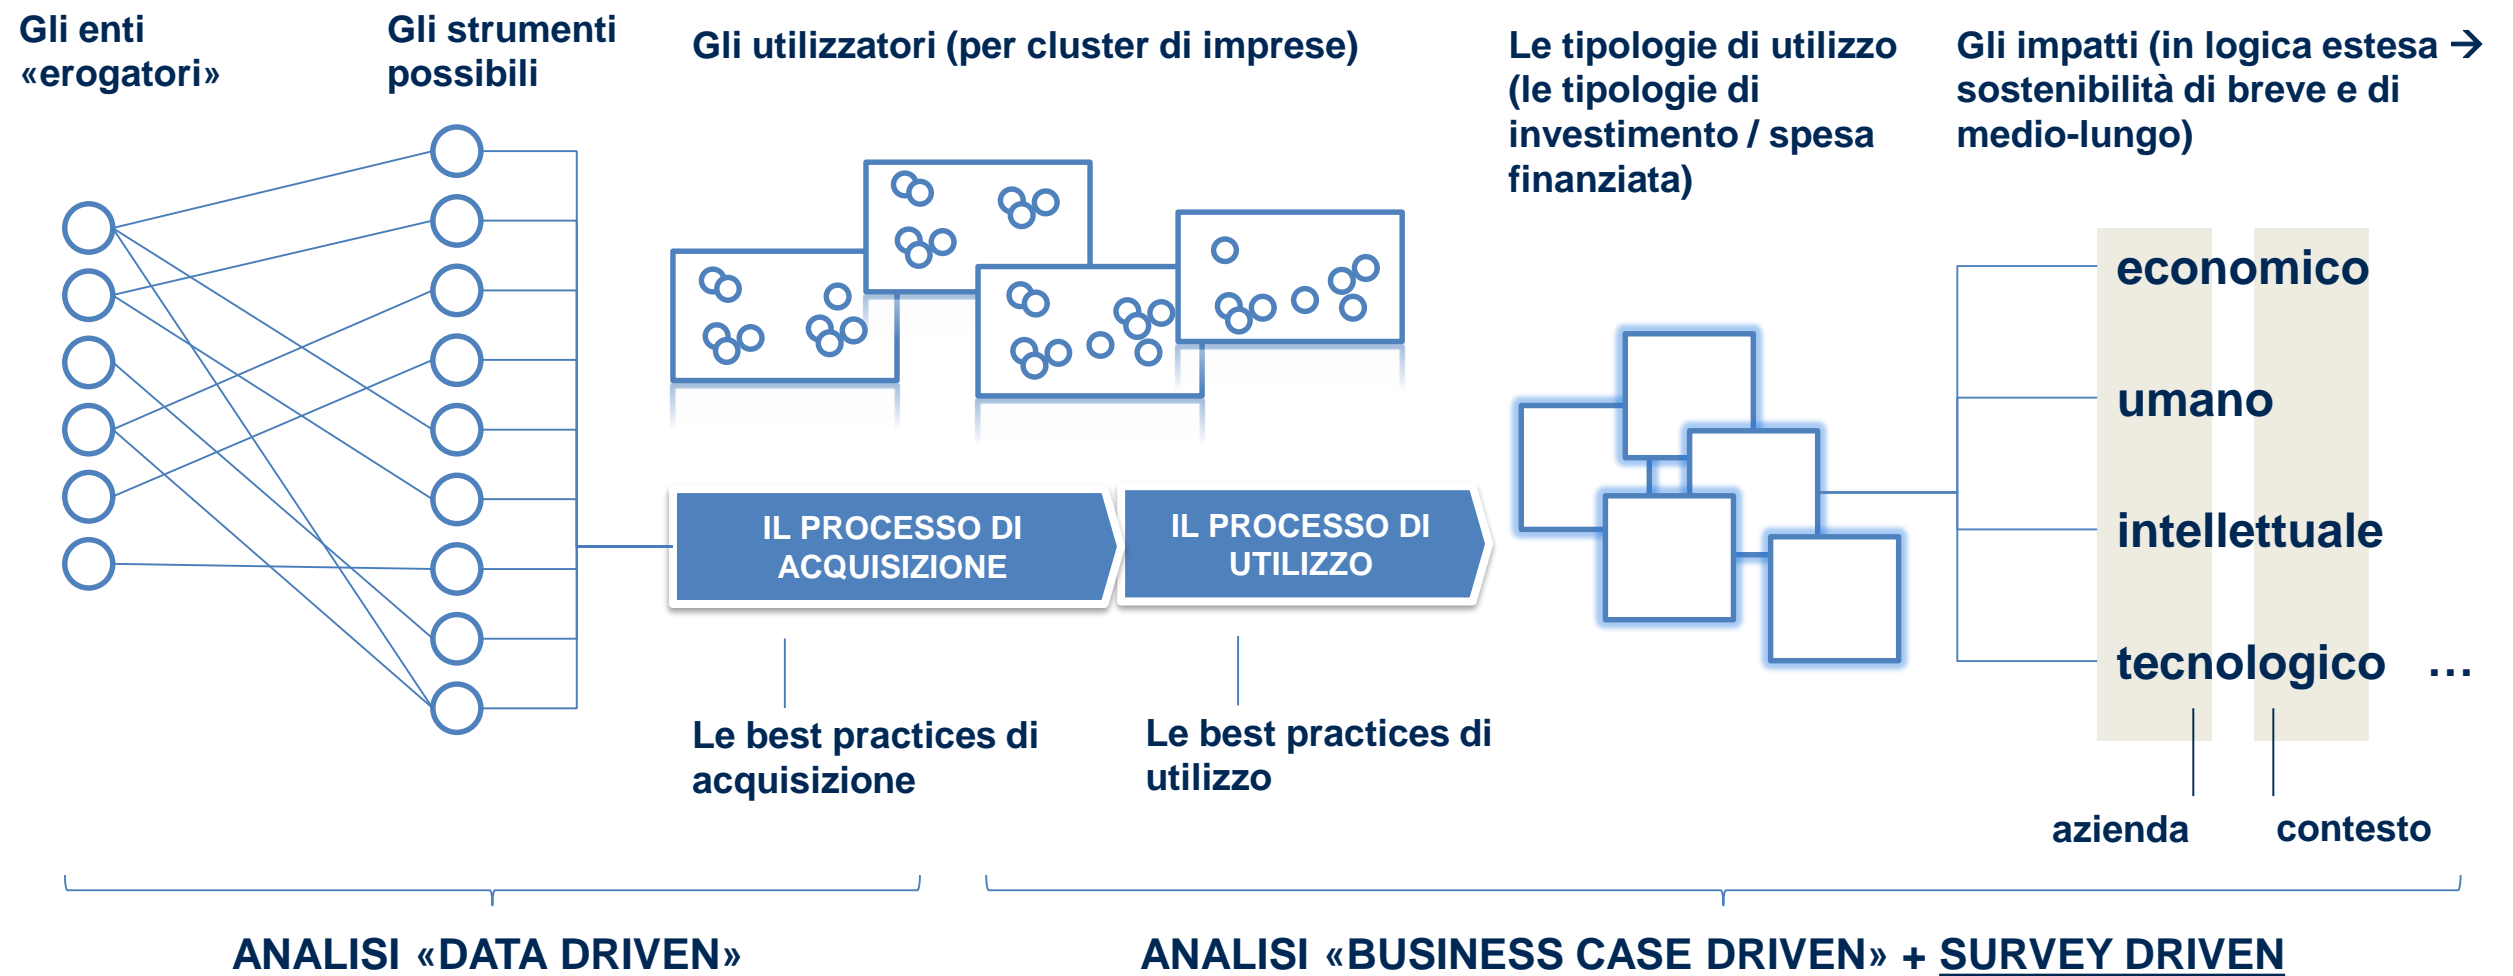 Gli enti
«erogatori»
Gli strumenti
possibili
Gli utilizzatori (per cluster di imprese)
Le tipologie di utilizzo
(le tipologie di
investimento / spesa
finanziata)
Gli impatti (in logica estesa →
sostenibilità di breve e di
medio-lungo)
economico
umano
intellettuale
tecnologico …
IL PROCESSO DI
ACQUISIZIONE
IL PROCESSO DI
UTILIZZO
Le best practices di
acquisizione
Le best practices di
utilizzo
azienda
contesto
ANALISI «DATA DRIVEN»
ANALISI «BUSINESS CASE DRIVEN» + SURVEY DRIVEN